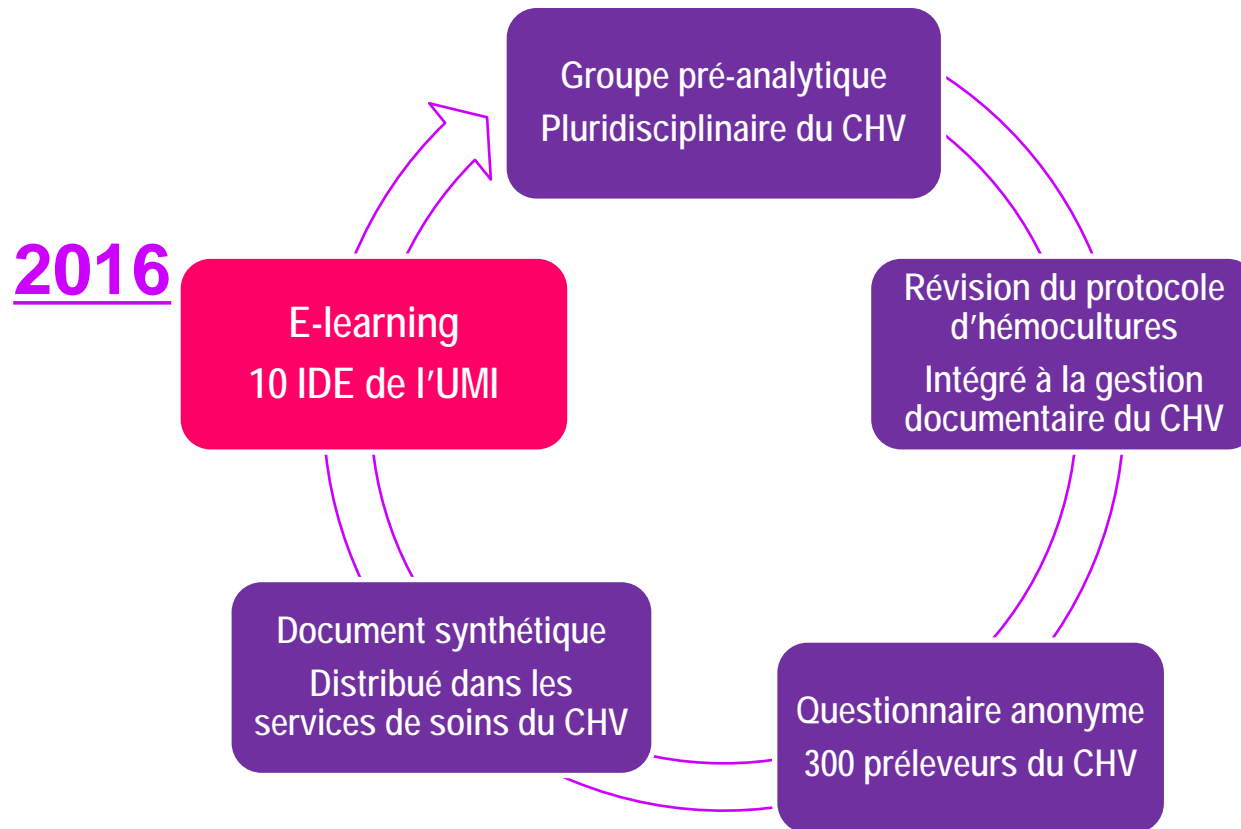 Groupe pré-analytique
Pluridisciplinaire du CHV
2016
E-learning
10 IDE de l'UMI
Révision du protocole
d'hémocultures
Intégré à la gestion
documentaire du CHV
Document synthétique
Distribué dans les
services de soins du CHV
Questionnaire anonyme
300 préleveurs du CHV